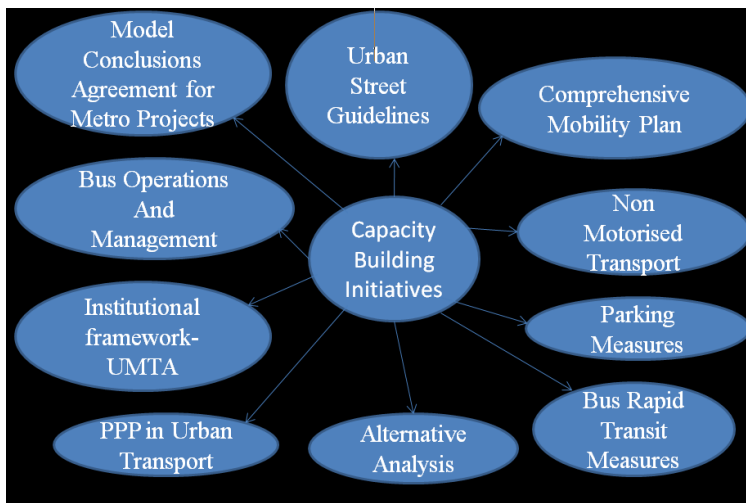 Model
Conclusions
Agreement for
Metro Projects
Urban
Street
Guidelines
Comprehensive
Mobility Plan
Bus Operations
And
Management
Capacity
Building
Initiatives
Non
Motorised
Transport
Institutional
framework-
UMTA
Parking
Measures
PPP in Urban
Transport
Alternative
Analysis
Bus Rapid
Transit
Measures